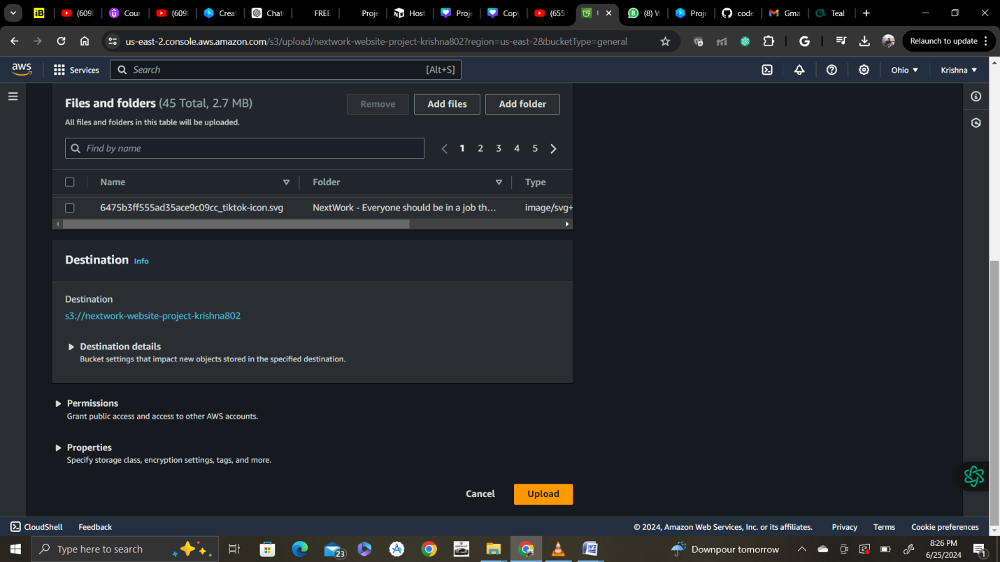 iB
(609
Cour
(609
Crea
Chat
FREE
Proje
Host
Proje
Copy
(655
(8) W
Proje
code
Gma
Teal
us-east-2.console.aws.amazon.com/s3/upload/nextwork-website-project-krishna802?region=us-east-2&bucketType=general
Relaunch to update
aws
Services
Search
[Alt+S]
Ohio
Krishna
Files and folders (45 Total, 2.7 MB)
Remove
Add files
Add folder
All files and folders in this table will be uploaded.
Find by name
1 2 3 4 5
Name
Folder
Type
6475b3ff555ad35ace9c09cc_tiktok-icon.svg
NextWork - Everyone should be in a job th...
image/svg+
Destination Info
Destination
s3://nextwork-website-project-krishna802
Destination details
Bucket settings that impact new objects stored in the specified destination.
Permissions
Grant public access and access to other AWS accounts.
Properties
Specify storage class, encryption settings, tags, and more.
Cancel
Upload
CloudShell
Feedback
© 2024, Amazon Web Services, Inc. or its affiliates.
Privacy
Terms
Cookie preferences
Type here to search
23
Downpour tomorrow
8:26 PM
6/25/2024
1